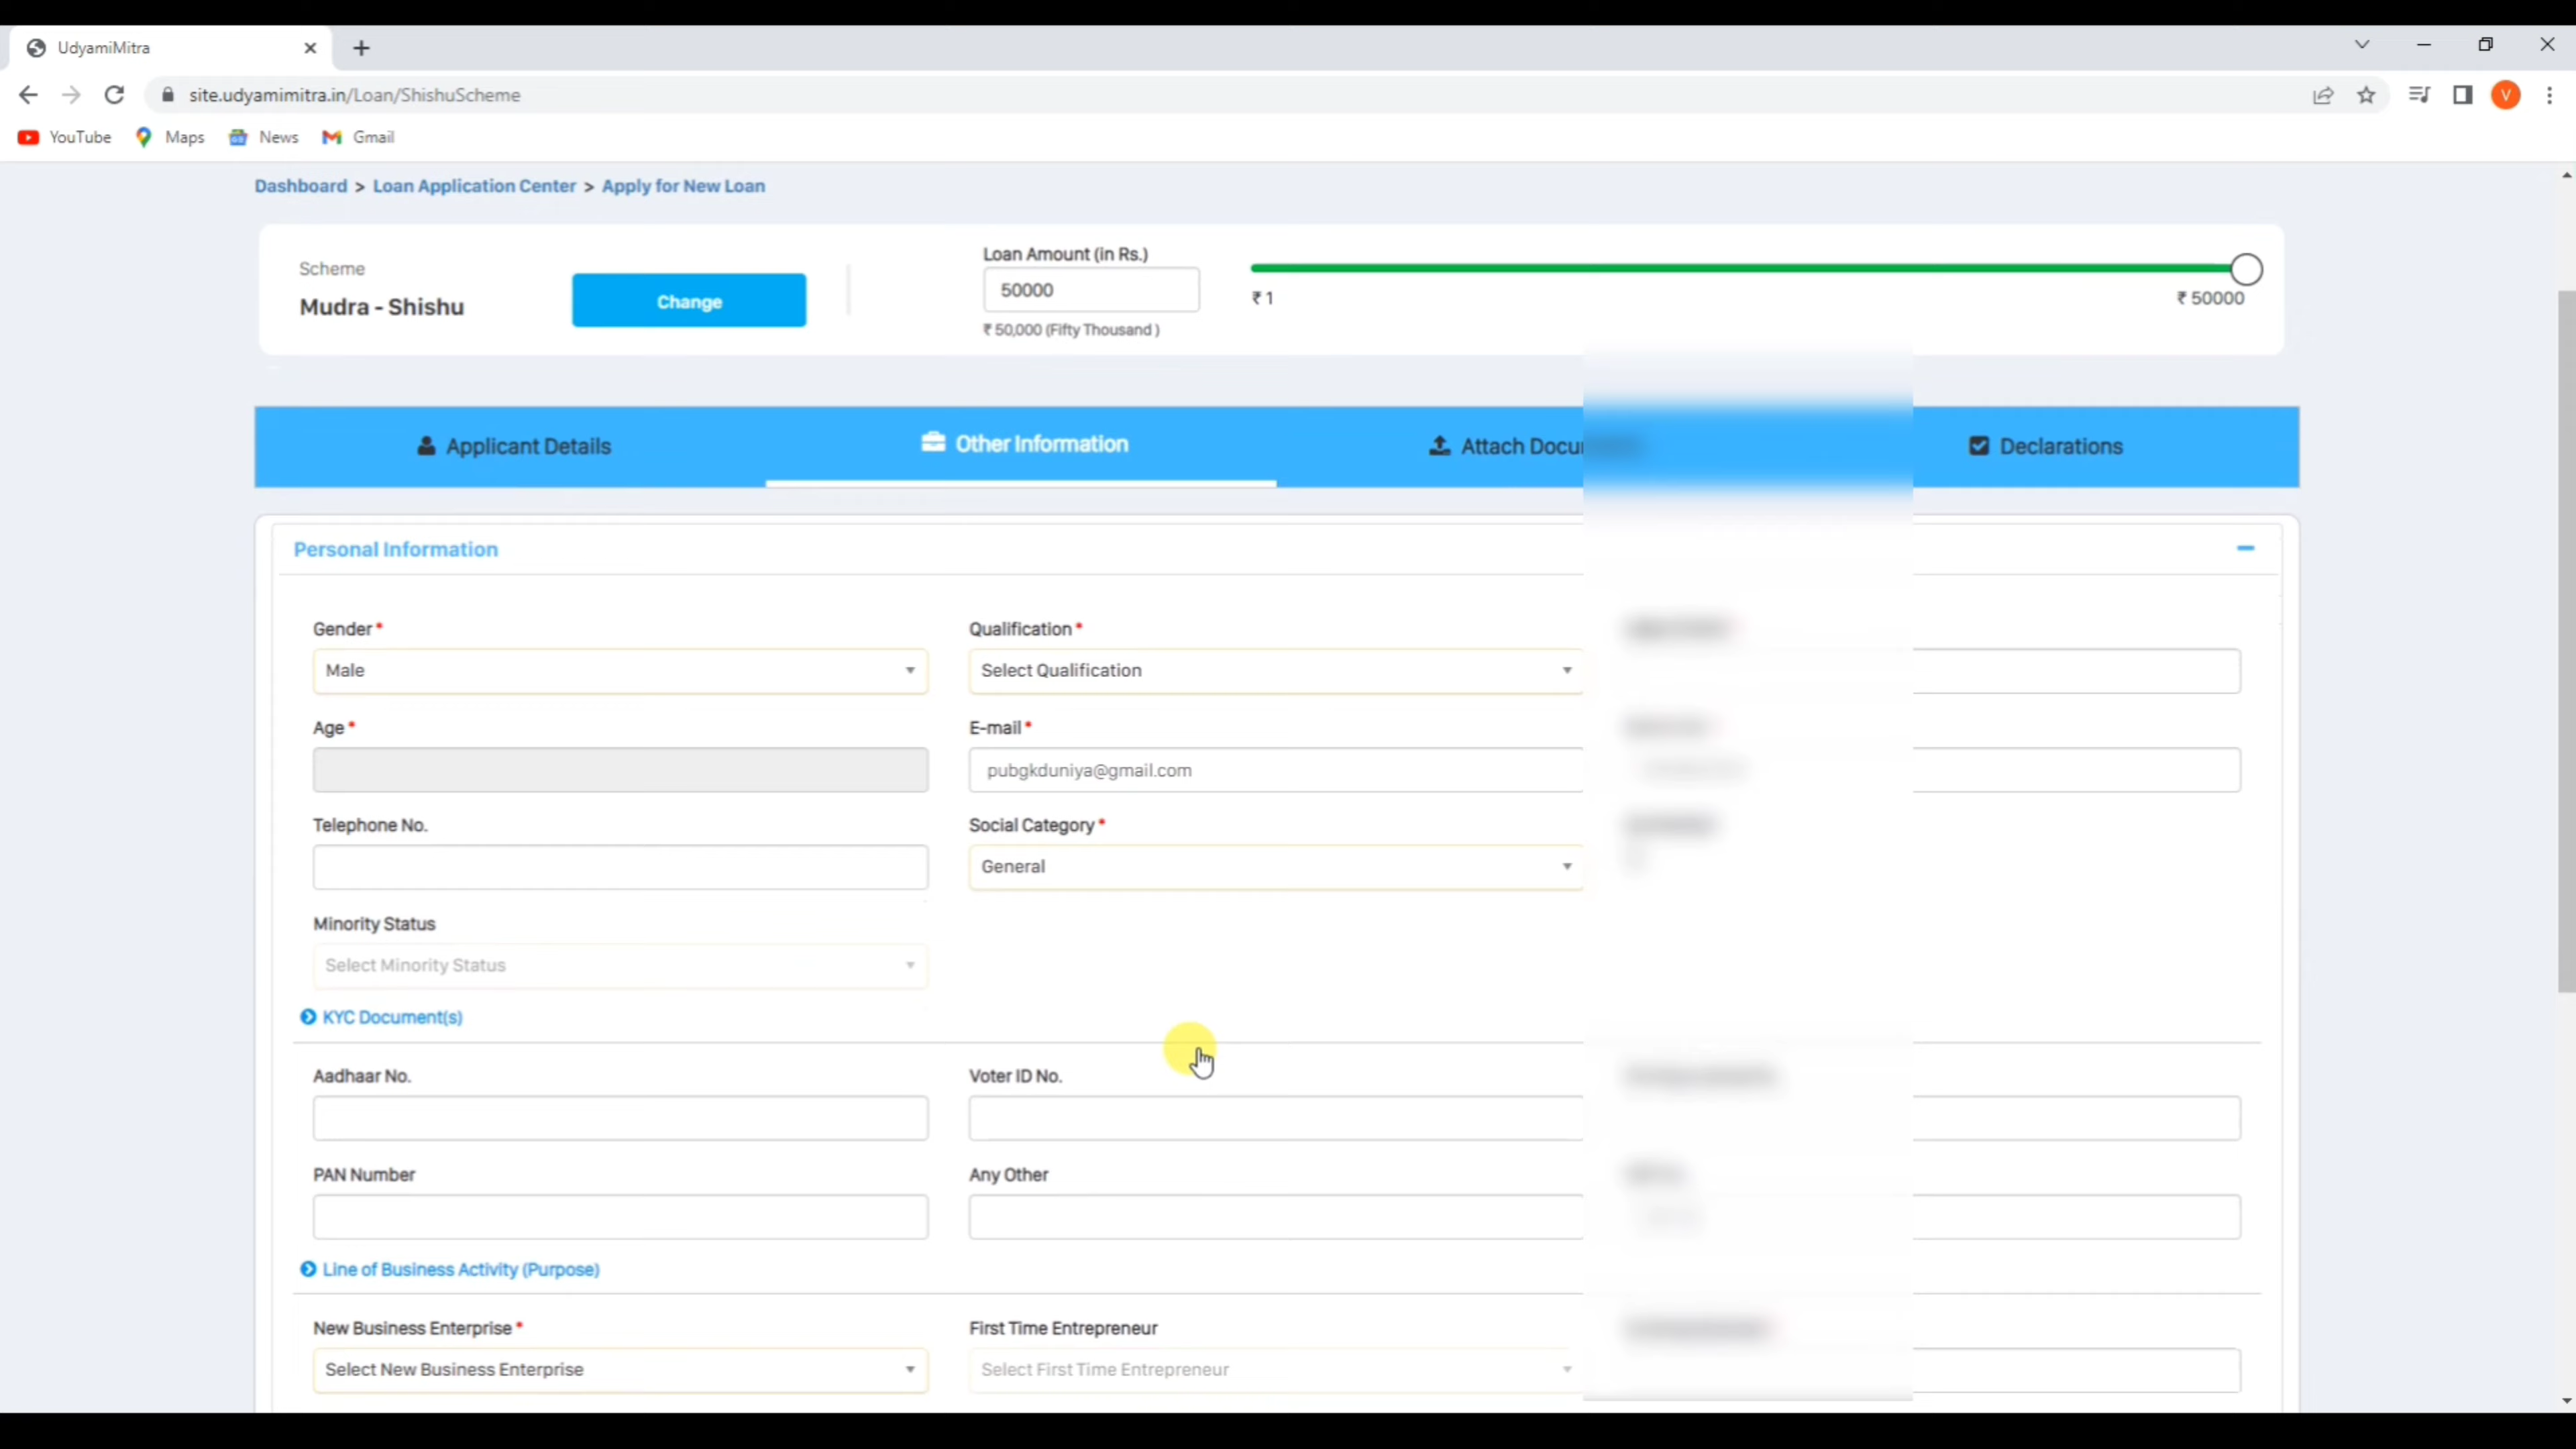 UdyamiMitra
site.udyamimitra.in/Loan/ShishuScheme
V
YouTube Maps News Gmail
Dashboard > Loan Application Center > Apply for New Loan
Scheme
Mudra - Shishu
Change
Loan Amount (in Rs.)
50000
₹ 50,000 (Fifty Thousand )
₹ 1
₹ 50000
Applicant Details Other Information Attach Declarations
Personal Information
Gender * Qualification *
Male Select Qualification
Age * E-mail *
pubgkduniya@gmail.com
Telephone No. Social Category *
General
Minority Status
Select Minority Status
KYC Document(s)
Aadhaar No. Voter ID No.
PAN Number Any Other
Line of Business Activity (Purpose)
New Business Enterprise * First Time Entrepreneur
Select New Business Enterprise Select First Time Entrepreneur